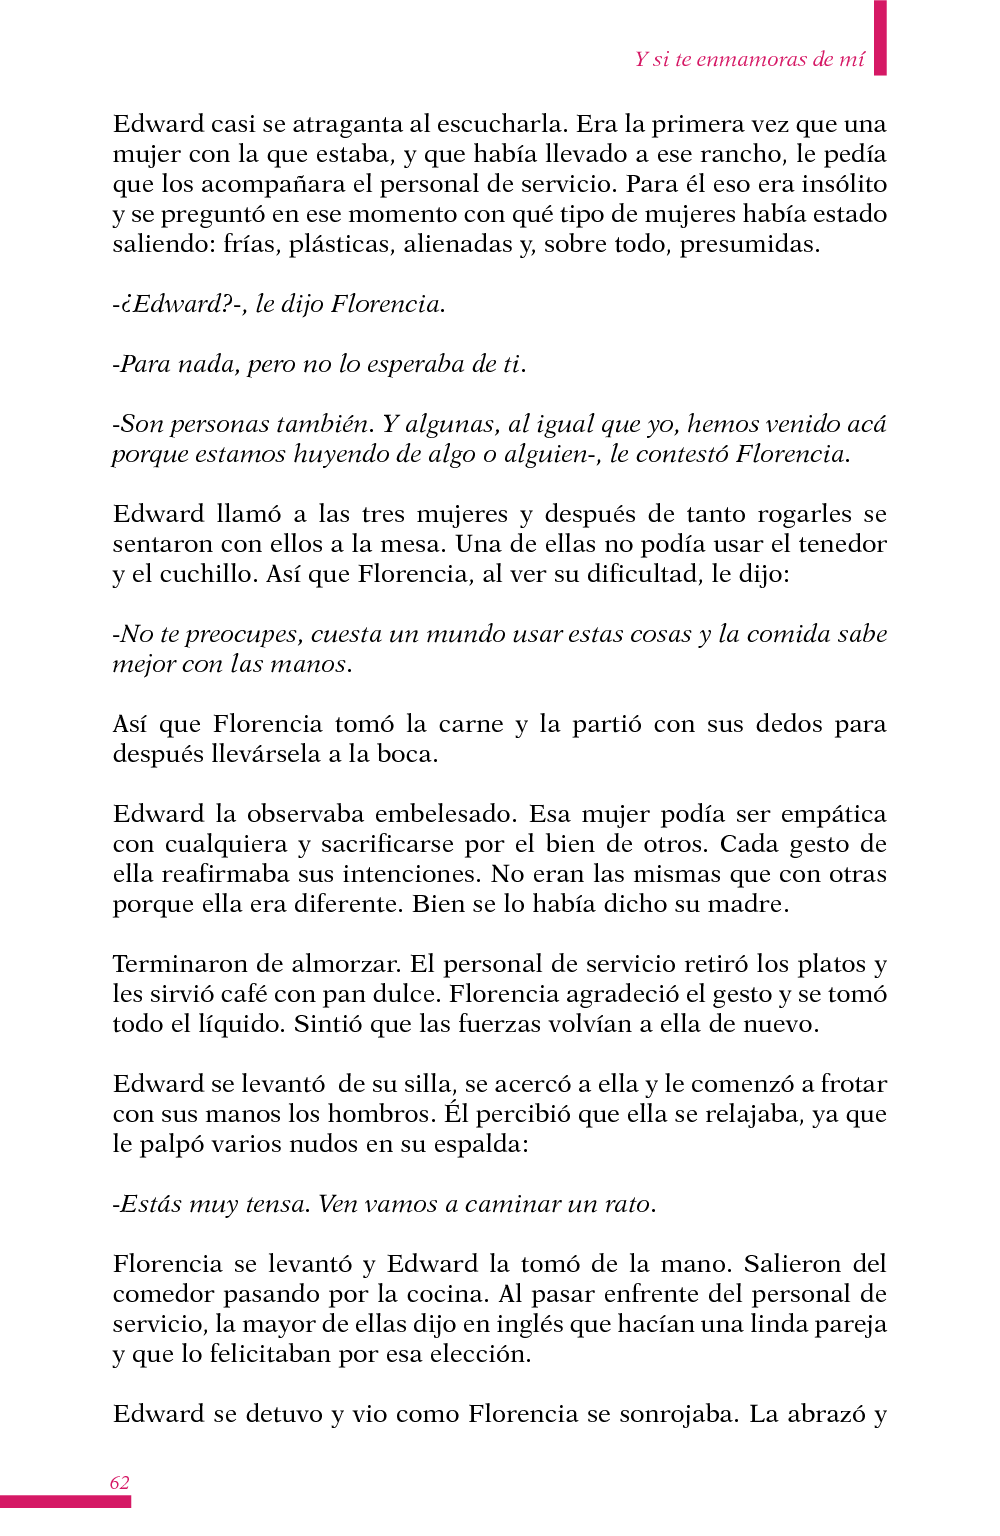 Y si te enmamoras de mí
Edward casi se atraganta al escucharla. Era la primera vez que una
mujer con la que estaba, y que había llevado a ese rancho, le pedía
que los acompañara el personal de servicio. Para él eso era insólito
y se preguntó en ese momento con qué tipo de mujeres había estado
saliendo: frías, plásticas, alienadas y, sobre todo, presumidas.
-¿Edward?-, le dijo Florencia.
-Para nada, pero no lo esperaba de ti.
-Son personas también. Y algunas, al igual que yo, hemos venido acá
porque estamos huyendo de algo o alguien-, le contestó Florencia.
Edward llamó a las tres mujeres y después de tanto rogarles se
sentaron con ellos a la mesa. Una de ellas no podía usar el tenedor
y el cuchillo. Así que Florencia, al ver su dificultad, le dijo:
-No te preocupes, cuesta un mundo usar estas cosas y la comida sabe
mejor con las manos.
Así que Florencia tomó la carne y la partió con sus dedos para
después llevársela a la boca.
Edward la observaba embelesado. Esa mujer podía ser empática
con cualquiera y sacrificarse por el bien de otros. Cada gesto de
ella reafirmaba sus intenciones. No eran las mismas que con otras
porque ella era diferente. Bien se lo había dicho su madre.
Terminaron de almorzar. El personal de servicio retiró los platos y
les sirvió café con pan dulce. Florencia agradeció el gesto y se tomó
todo el líquido. Sintió que las fuerzas volvían a ella de nuevo.
Edward se levantó  de su silla, se acercó a ella y le comenzó a frotar
con sus manos los hombros. Él percibió que ella se relajaba, ya que
le palpó varios nudos en su espalda:
-Estás muy tensa. Ven vamos a caminar un rato.
Florencia se levantó y Edward la tomó de la mano. Salieron del
comedor pasando por la cocina. Al pasar enfrente del personal de
servicio, la mayor de ellas dijo en inglés que hacían una linda pareja
y que lo felicitaban por esa elección.
Edward se detuvo y vio como Florencia se sonrojaba. La abrazó y
62